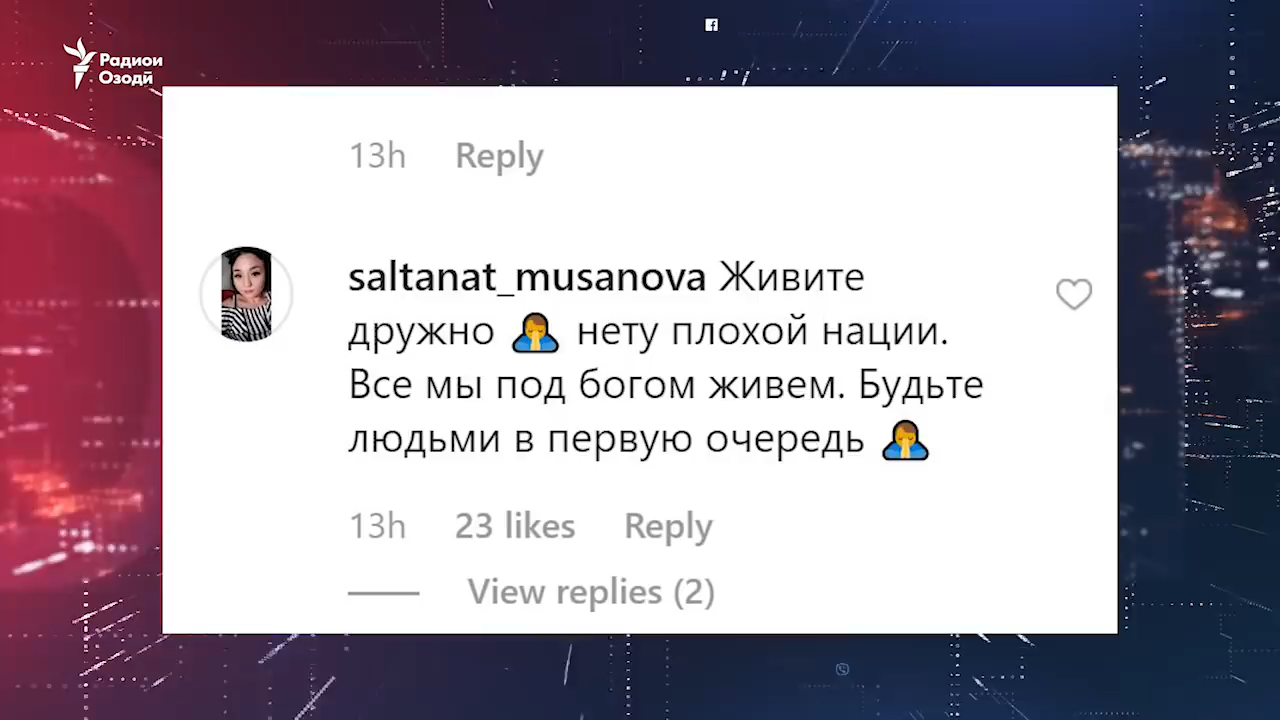 Радиои
Озодӣ
13h Reply
saltanat_musanova Живите
дружно 🤦‍♂️ нету плохой нации.
Все мы под богом живем. Будьте
людьми в первую очередь 🤦‍♂️
13h 23 likes Reply
View replies (2)